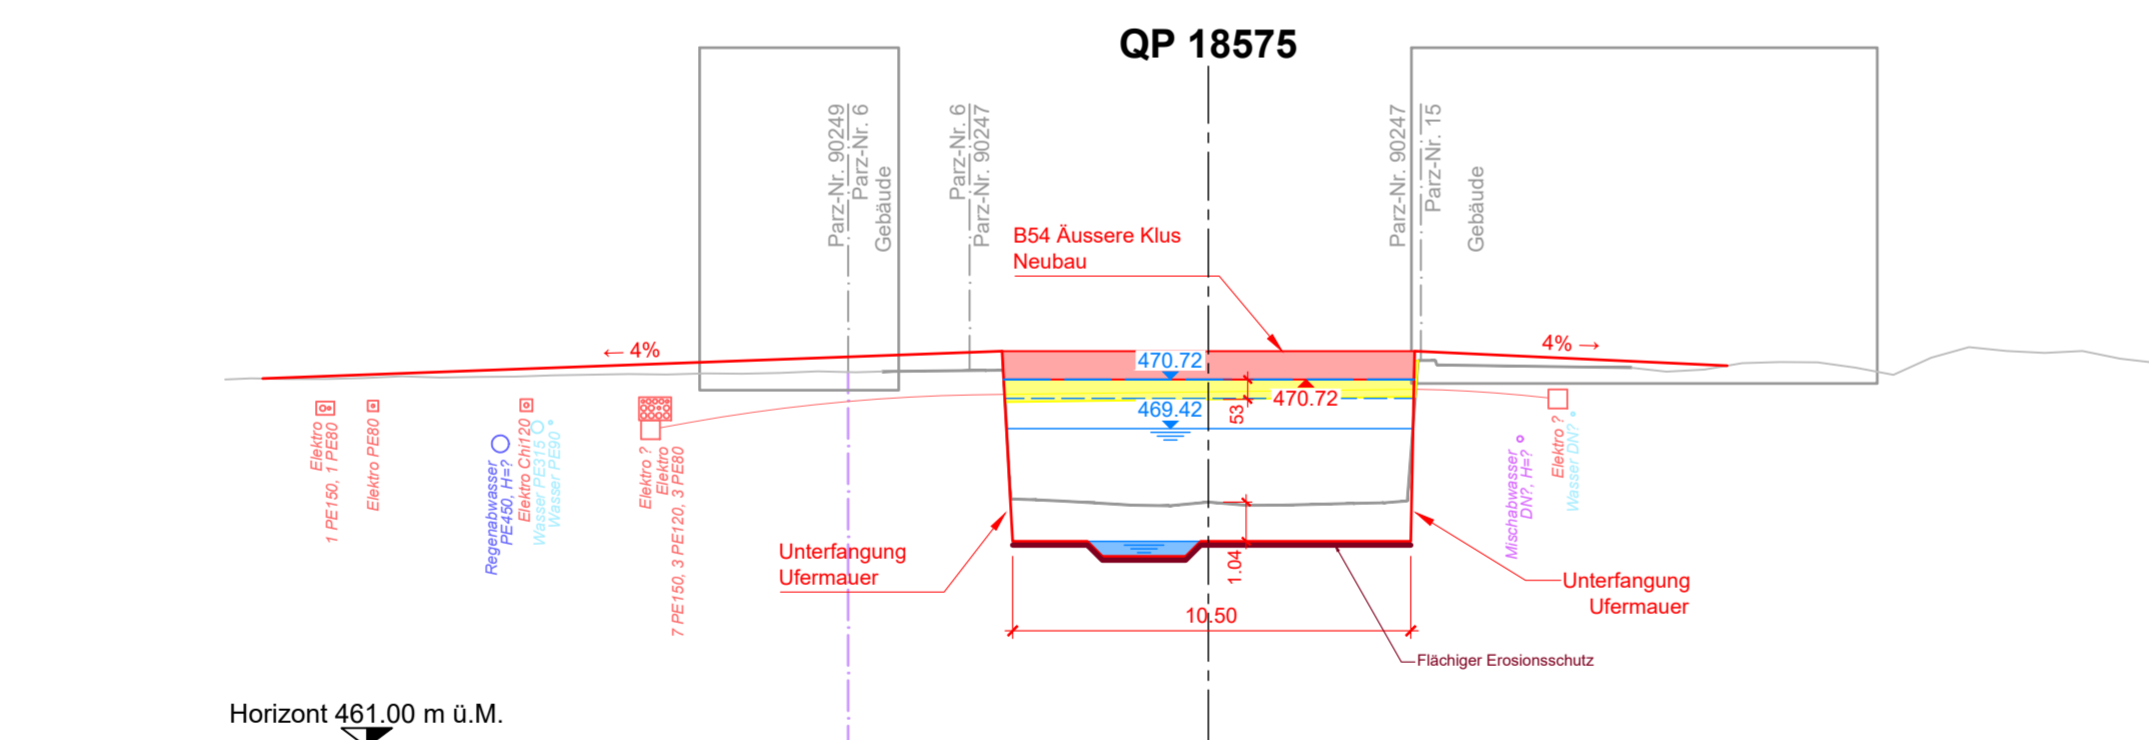 QP 18575
Parz-Nr. 90249
Parz-Nr. 6
Gebäude
Parz-Nr. 6
Parz-Nr. 90247
Parz-Nr. 90247
Parz-Nr. 15
Gebäude
B54 Äussere Klus
Neubau
← 4%
4% →
470.72
470.72
53
469.42
Elektro
1 PE150, 1 PE80
Elektro PE80
Regenabwasser
PE450, H=?
Elektro Chi120
Wasser PE315
Wasser PE90
Elektro ?
Elektro
7 PE150, 3 PE120, 3 PE80
Mischabwasser
DN?, H=?
Elektro ?
Wasser DN?
Unterfangung
Ufermauer
1.04
Unterfangung
Ufermauer
10.50
Flächiger Erosionsschutz
Horizont 461.00 m ü.M.